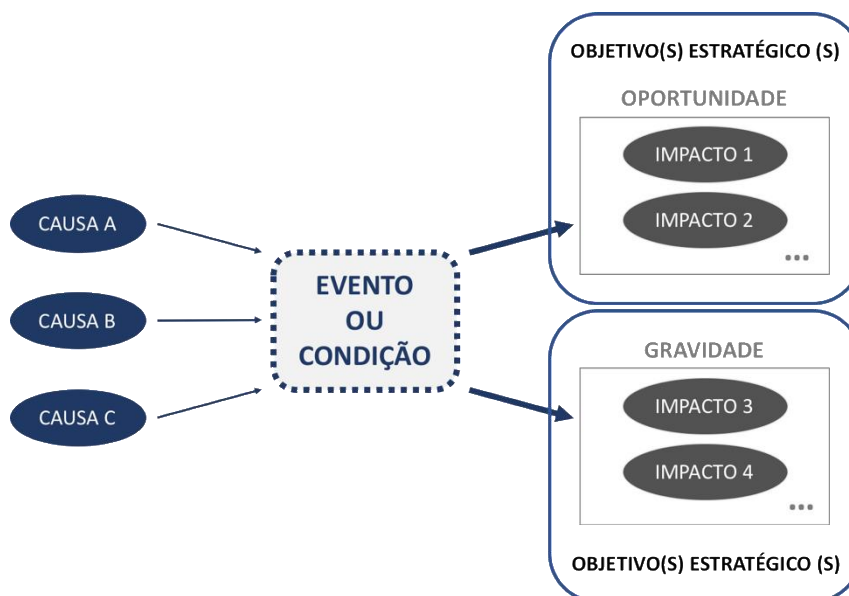 OBJETIVO(S) ESTRATÉGICO (S)
OPORTUNIDADE
IMPACTO 1
IMPACTO 2
...
CAUSA A
CAUSA B
CAUSA C
EVENTO
OU
CONDIÇÃO
GRAVIDADE
IMPACTO 3
IMPACTO 4
...
OBJETIVO(S) ESTRATÉGICO (S)